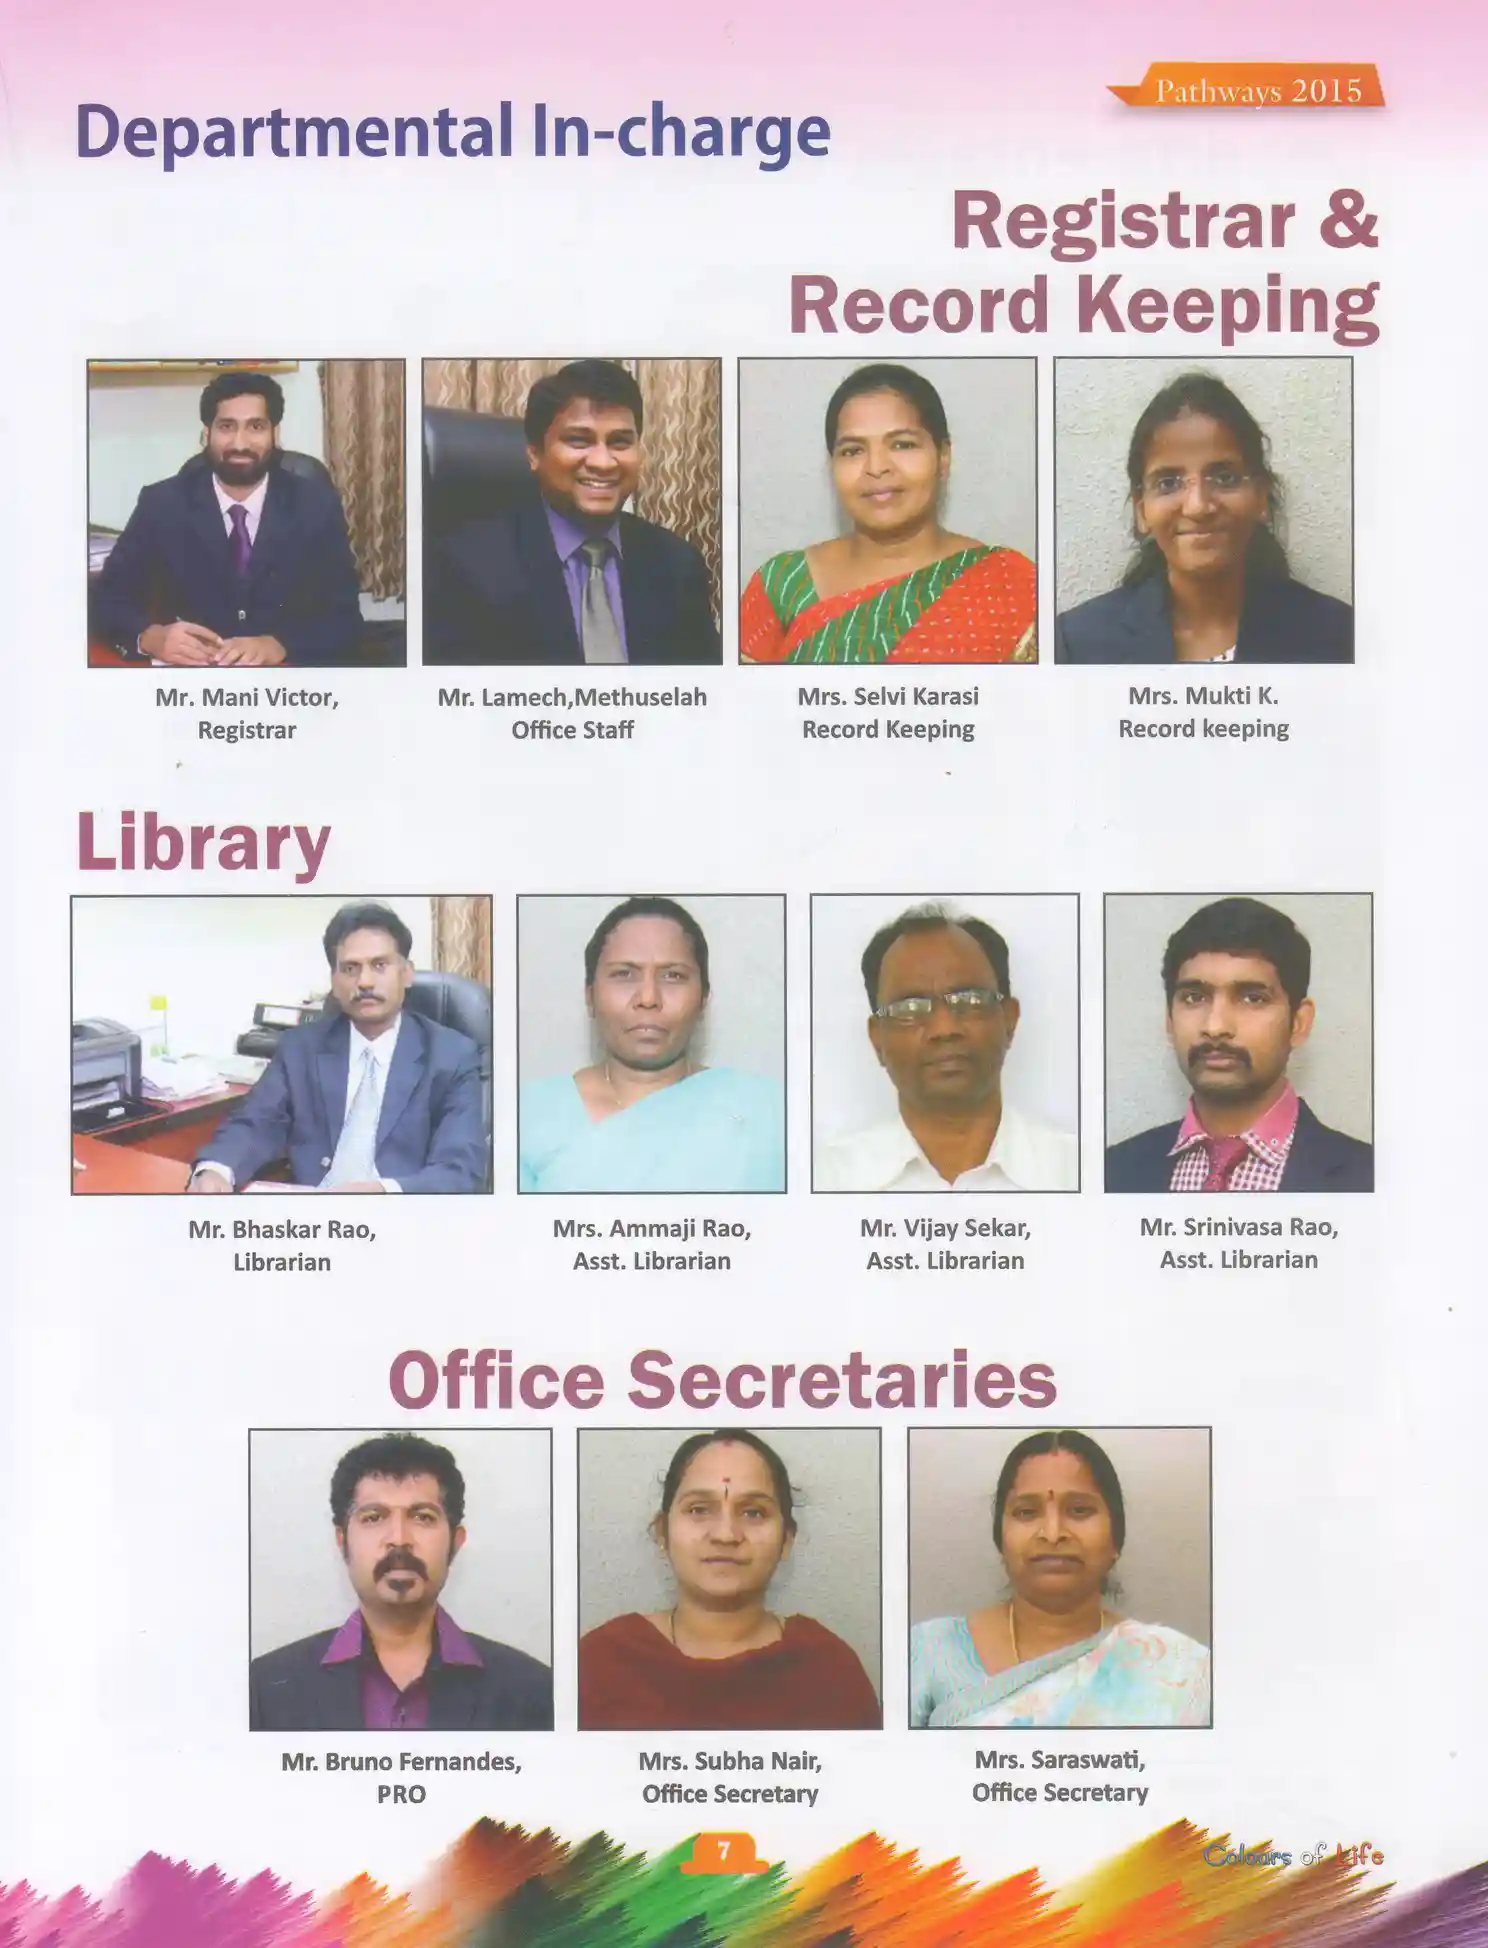 Pathways 2015
Departmental In-charge
Registrar &
Record Keeping
Mr. Mani Victor,
Registrar
Mr. Lamech,Methuselah
Office Staff
Mrs. Selvi Karasi
Record Keeping
Mrs. Mukti K.
Record keeping
Library
Mr. Bhaskar Rao,
Librarian
Mrs. Ammaji Rao,
Asst. Librarian
Mr. Vijay Sekar,
Asst. Librarian
Mr. Srinivasa Rao,
Asst. Librarian
Office Secretaries
Mr. Bruno Fernandes,
PRO
Mrs. Subha Nair,
Office Secretary
Mrs. Saraswati,
Office Secretary
7
Colours of Life